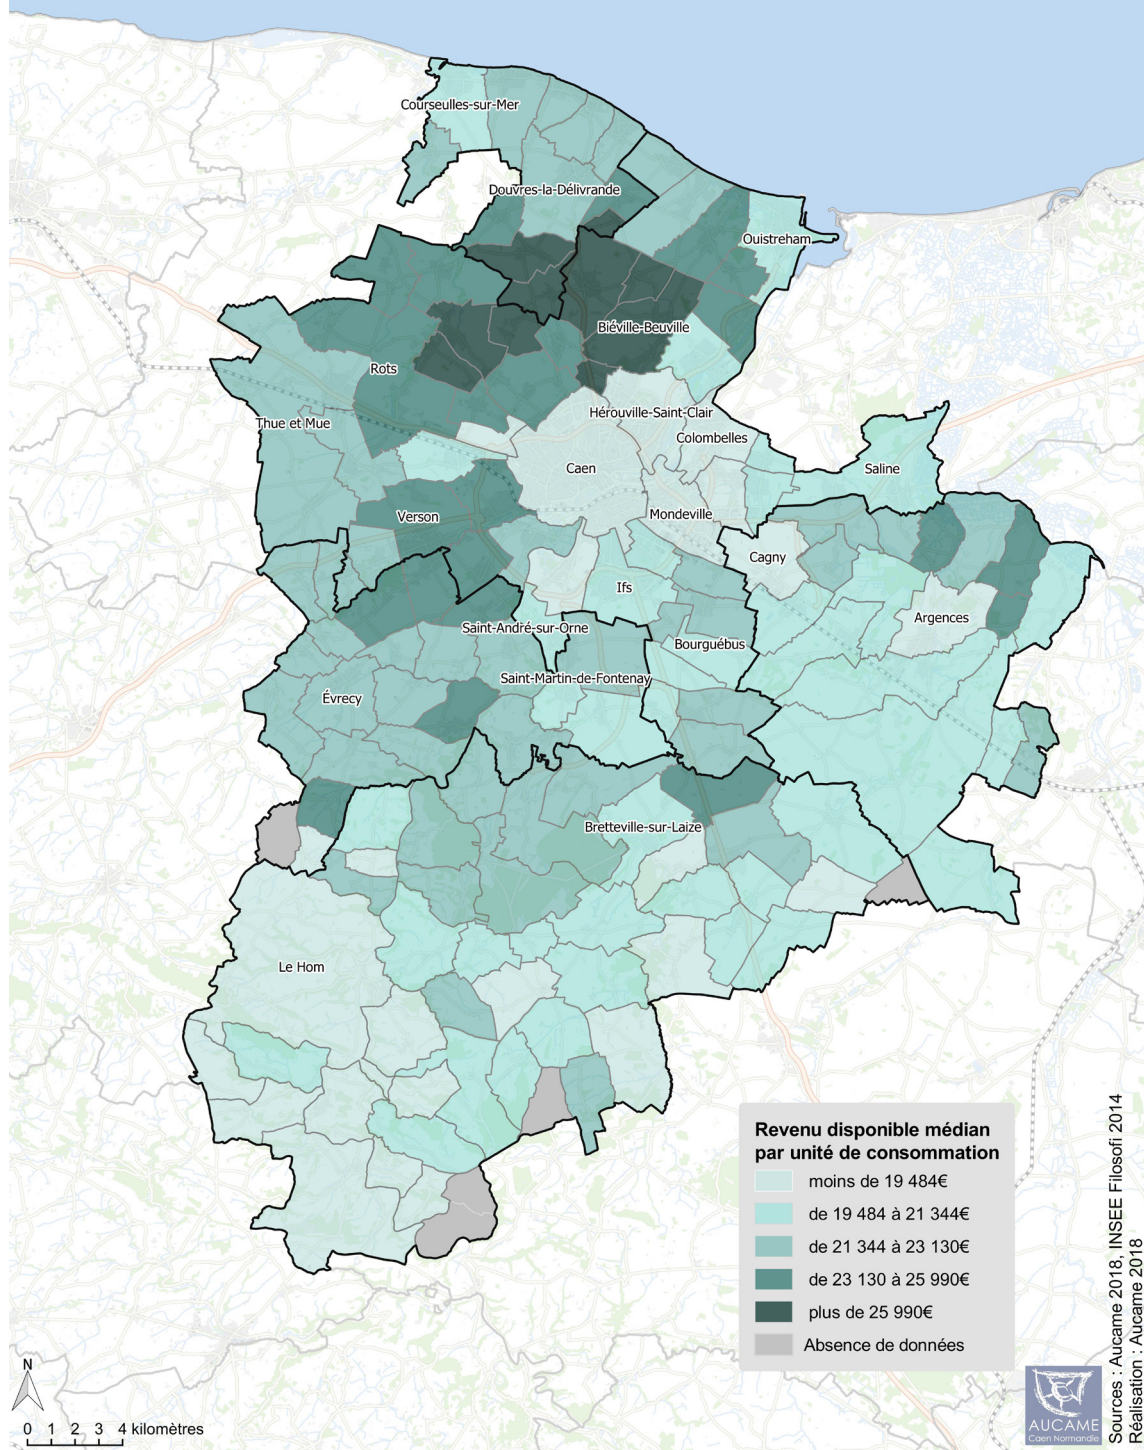 Courseulles-sur-Mer
Douvres-la-Délivrande
Ouistreham
Biéville-Beuville
Rots
Hérouville-Saint-Clair
Thue et Mue
Colombelles
Caen
Saline
Verson
Mondeville
Cagny
Ifs
Argences
Saint-André-sur-Orne
Bourguébus
Saint-Martin-de-Fontenay
Évrecy
Bretteville-sur-Laize
Le Hom
Revenu disponible médian
par unité de consommation
moins de 19 484€
de 19 484 à 21 344€
de 21 344 à 23 130€
de 23 130 à 25 990€
plus de 25 990€
Absence de données
N
0 1 2 3 4 kilomètres
AUCAME
Caen Normandie
Sources : Aucame 2018, INSEE Filosofi 2014
Réalisation : Aucame 2018